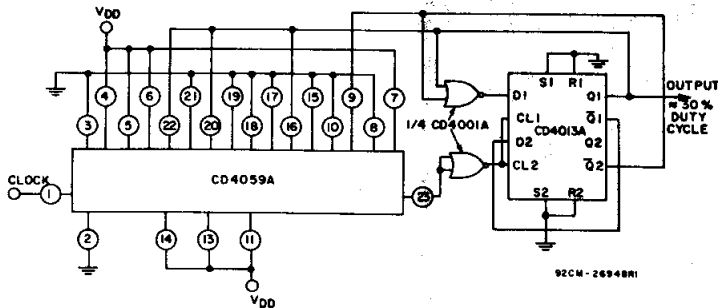 VDD
9
4
5
6
22
21
20
19
18
17
16
15
10
8
7
3
S1 R1
D1 Q1
OUTPUT
≈30%
DUTY
CYCLE
1/4 CD4001A
CL1 Q̅1
CD4013A
D2 Q2
CL2 Q̅2
S2 R2
CLOCK
1
CD4059A
23
2
14
13
11
VDD
92CM-26948R1